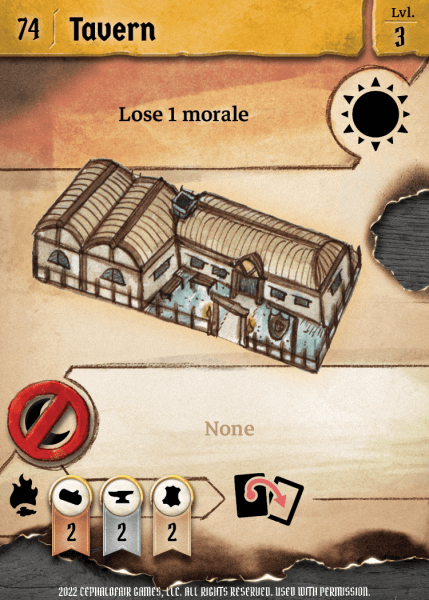 74 Tavern
Lvl.
3
Lose 1 morale
None
2 2 2
2022 CEPHALOFAIR GAMES, LLC. ALL RIGHTS RESERVED. USED WITH PERMISSION.